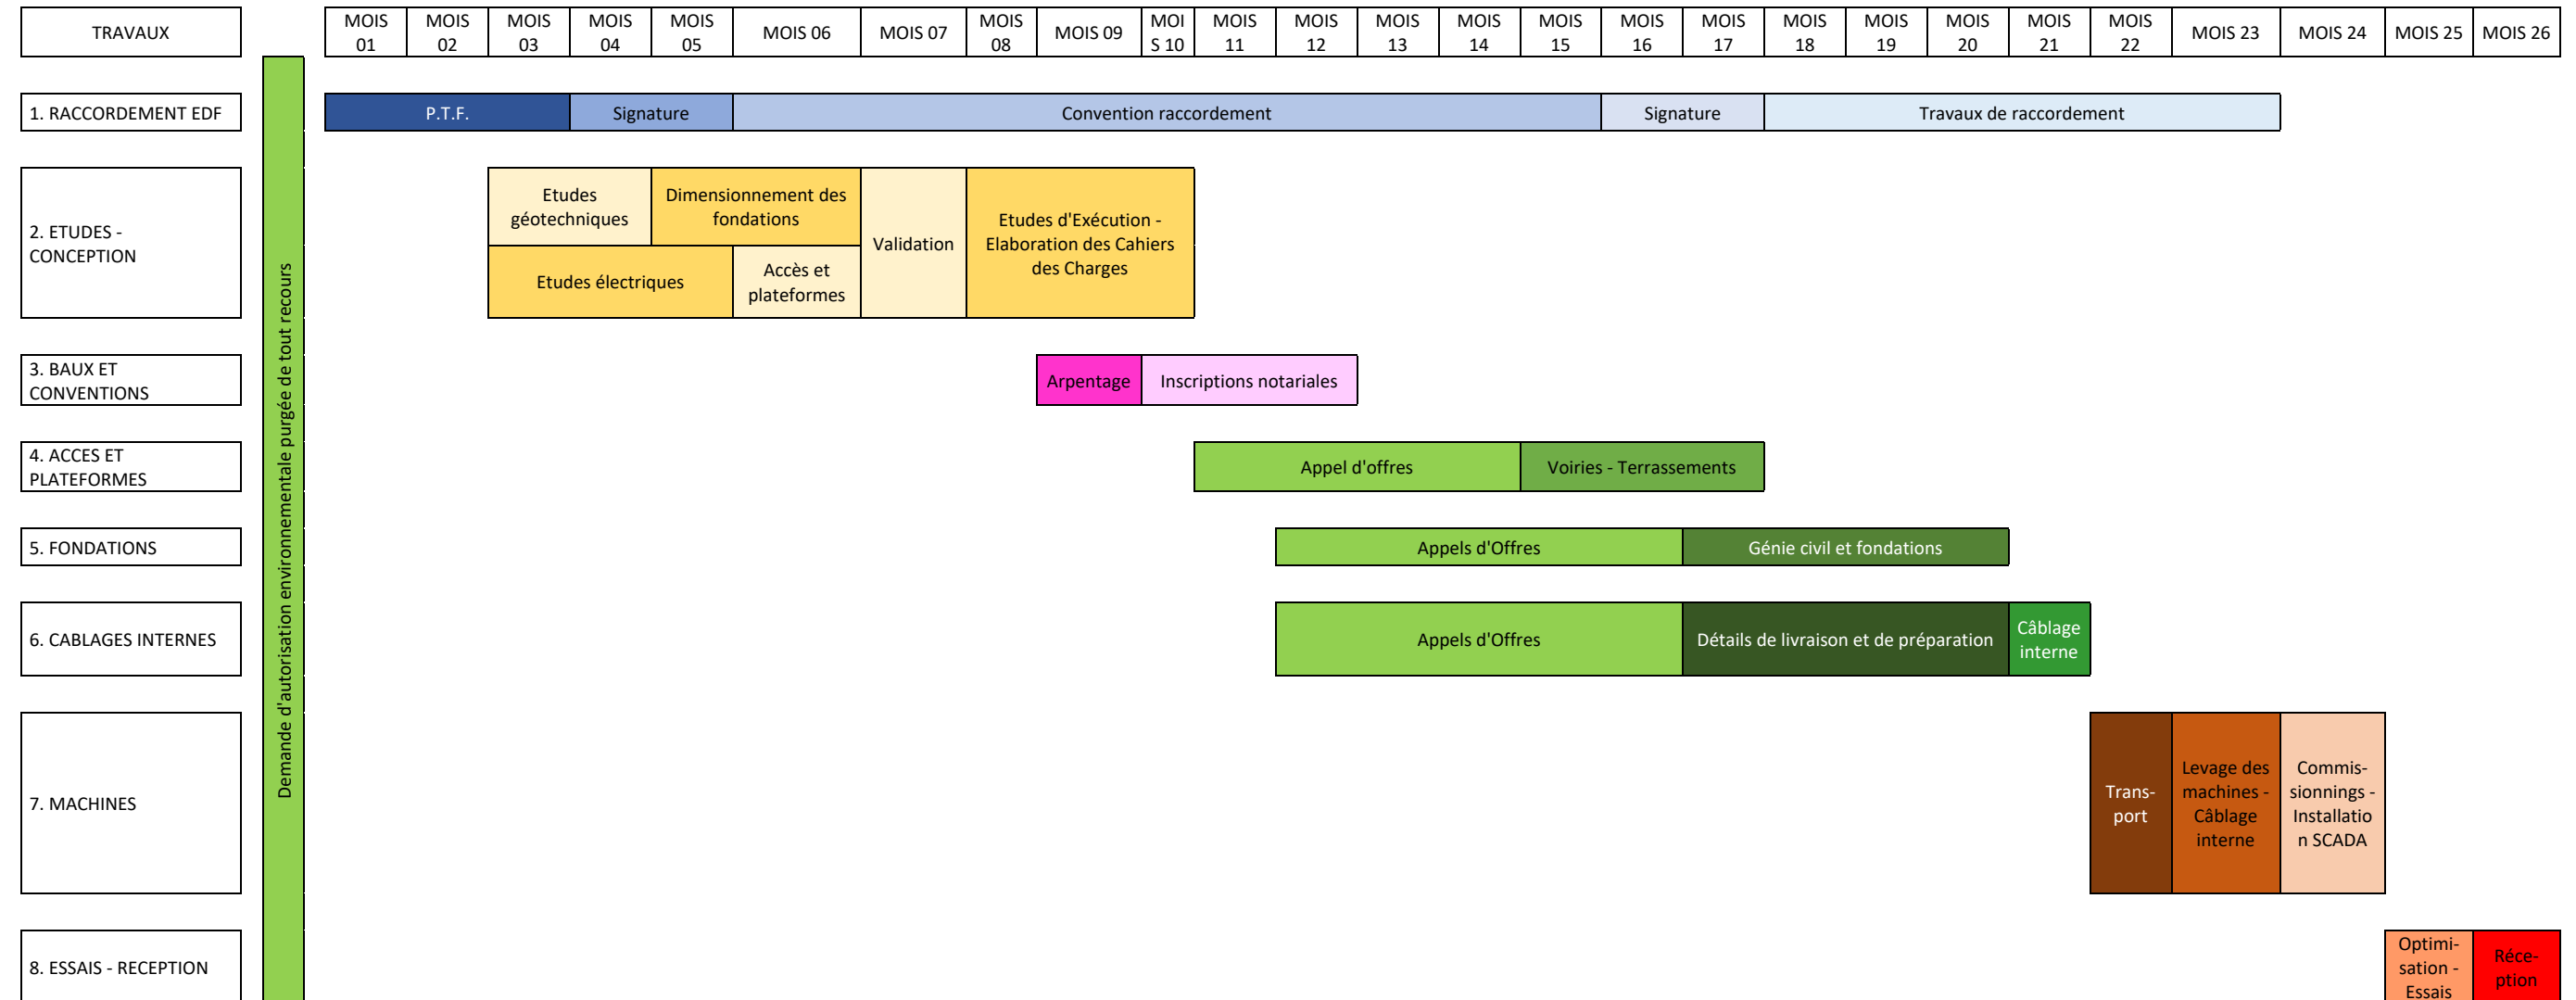 TRAVAUX
MOIS
01
MOIS
02
MOIS
03
MOIS
04
MOIS
05
MOIS 06
MOIS 07
MOIS
08
MOIS 09
MOI
S 10
MOIS
11
MOIS
12
MOIS
13
MOIS
14
MOIS
15
MOIS
16
MOIS
17
MOIS
18
MOIS
19
MOIS
20
MOIS
21
MOIS
22
MOIS 23
MOIS 24
MOIS 25
MOIS 26
Demande d'autorisation environnementale purgée de tout recours
1. RACCORDEMENT EDF
P.T.F.
Signature
Convention raccordement
Signature
Travaux de raccordement
2. ETUDES -
CONCEPTION
Etudes
géotechniques
Dimensionnement des
fondations
Etudes électriques
Accès et
plateformes
Validation
Etudes d'Exécution -
Elaboration des Cahiers
des Charges
3. BAUX ET
CONVENTIONS
Arpentage
Inscriptions notariales
4. ACCES ET
PLATEFORMES
Appel d'offres
Voiries - Terrassements
5. FONDATIONS
Appels d'Offres
Génie civil et fondations
6. CABLAGES INTERNES
Appels d'Offres
Détails de livraison et de préparation
Câblage
interne
7. MACHINES
Trans-
port
Levage des
machines -
Câblage
interne
Commis-
sionnings -
Installatio
n SCADA
8. ESSAIS - RECEPTION
Optimi-
sation -
Essais
Réce-
ption